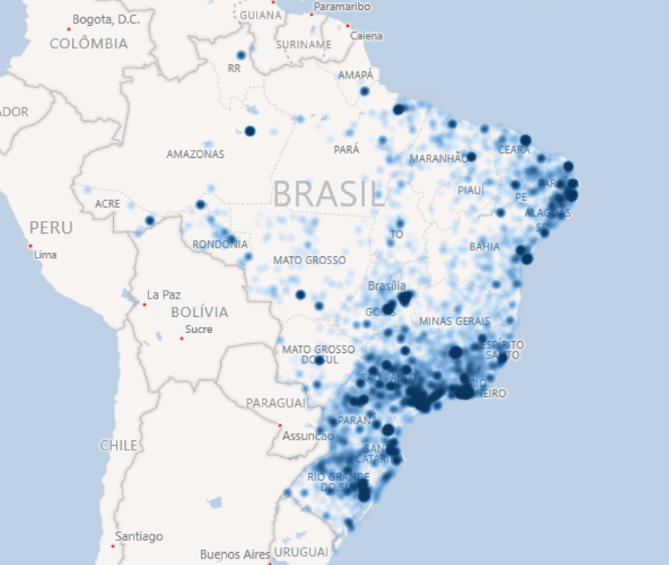 GUIANA
Paramaribo
Bogota, D.C.
COLÔMBIA
SURINAME
Caiena
RR
AMAPÁ
ADOR
AMAZONAS
PARÁ
MARANHÃO
CEARÁ
BRASIL
PIAUÍ
PE
ACRE
ALAGOAS
PERU
TO
BAHIA
Lima
RONDÔNIA
MATO GROSSO
Brasília
La Paz
BOLÍVIA
GOIÁS
MINAS GERAIS
Sucre
MATO GROSSO
DO SUL
ESPÍRITO
SANTO
RIO
NEIRO
PARAGUAI
PARANÁ
Assunção
CHILE
SANTA
CATARINA
RIO GRANDE
DO SUL
Santiago
Buenos Aires
URUGUAI